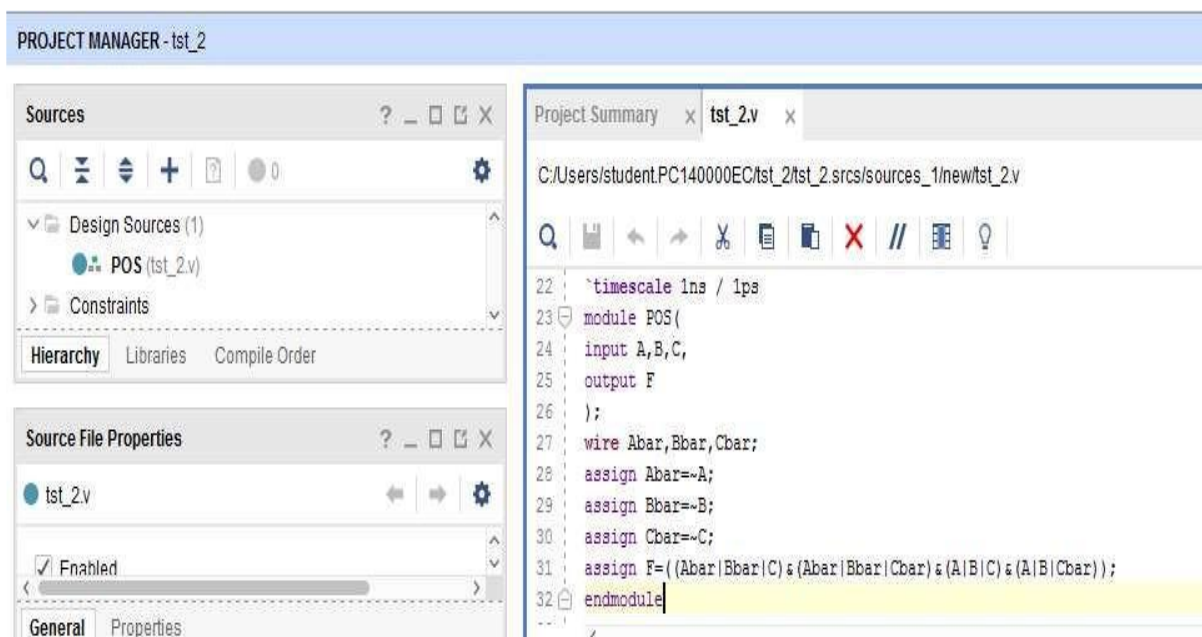 PROJECT MANAGER - tst_2
Sources
? _ X
0
Design Sources (1)
POS (tst_2.v)
Constraints
Hierarchy Libraries Compile Order
Source File Properties
? _ X
tst_2.v
Enabled
General Properties
Project Summary x tst_2.v x
C:/Users/student.PC140000EC/tst_2/tst_2.srcs/sources_1/new/tst_2.v
//
22 `timescale 1ns / 1ps
23 module POS(
24 input A,B,C,
25 output F
26 );
27 wire Abar,Bbar,Cbar;
28 assign Abar=~A;
29 assign Bbar=~B;
30 assign Cbar=~C;
31 assign F=((Abar|Bbar|C)&(Abar|Bbar|Cbar)&(A|B|C)&(A|B|Cbar));
32 endmodule